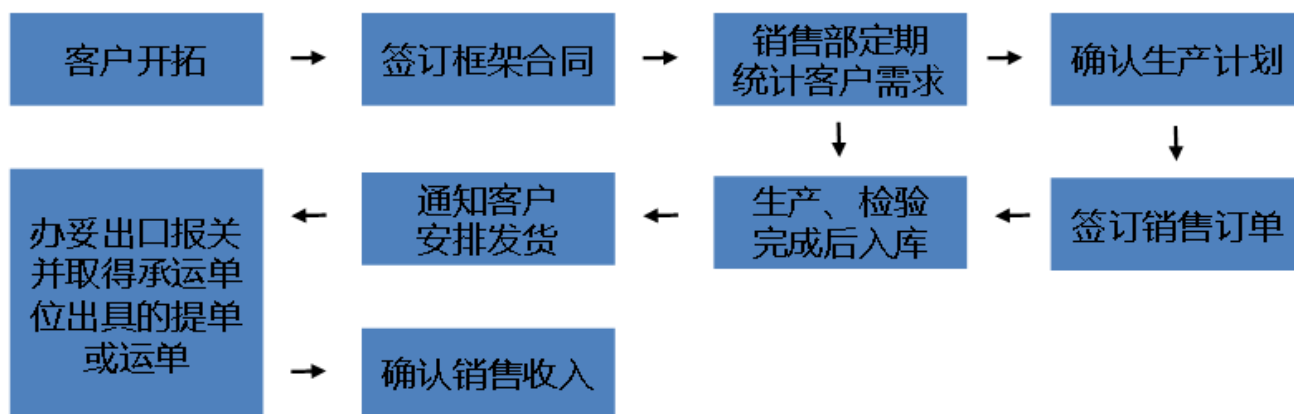 客户开拓
签订框架合同
销售部定期
统计客户需求
确认生产计划
签订销售订单
生产、检验
完成后入库
通知客户
安排发货
办妥出口报关
并取得承运单
位出具的提单
或运单
确认销售收入